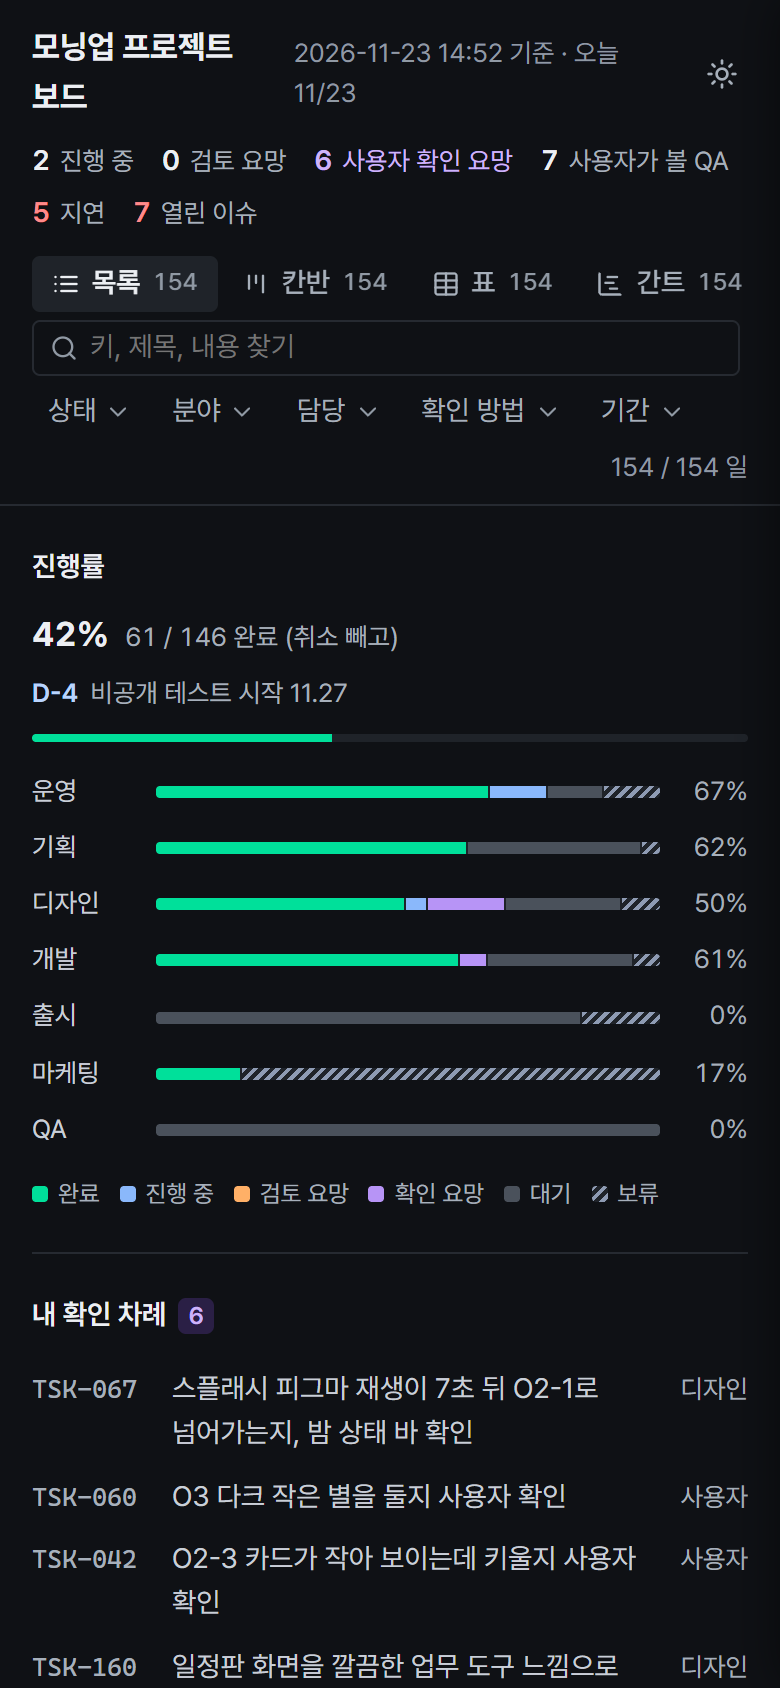 모닝업 프로젝트
보드
2026-11-23 14:52 기준 · 오늘
11/23
2 진행 중 0 검토 요망 6 사용자 확인 요망 7 사용자가 볼 QA
5 지연 7 열린 이슈
목록 154 칸반 154 표 154 간트 154
키, 제목, 내용 찾기
상태 분야 담당 확인 방법 기간
154 / 154 일
진행률
42% 61 / 146 완료 (취소 빼고)
D-4 비공개 테스트 시작 11.27
운영 67%
기획 62%
디자인 50%
개발 61%
출시 0%
마케팅 17%
QA 0%
완료 진행 중 검토 요망 확인 요망 대기 보류
내 확인 차례 6
TSK-067 스플래시 피그마 재생이 7초 뒤 O2-1로 디자인
넘어가는지, 밤 상태 바 확인
TSK-060 O3 다크 작은 별을 둘지 사용자 확인 사용자
TSK-042 O2-3 카드가 작아 보이는데 키울지 사용자 사용자
확인
TSK-160 일정판 화면을 깔끔한 업무 도구 느낌으로 디자인